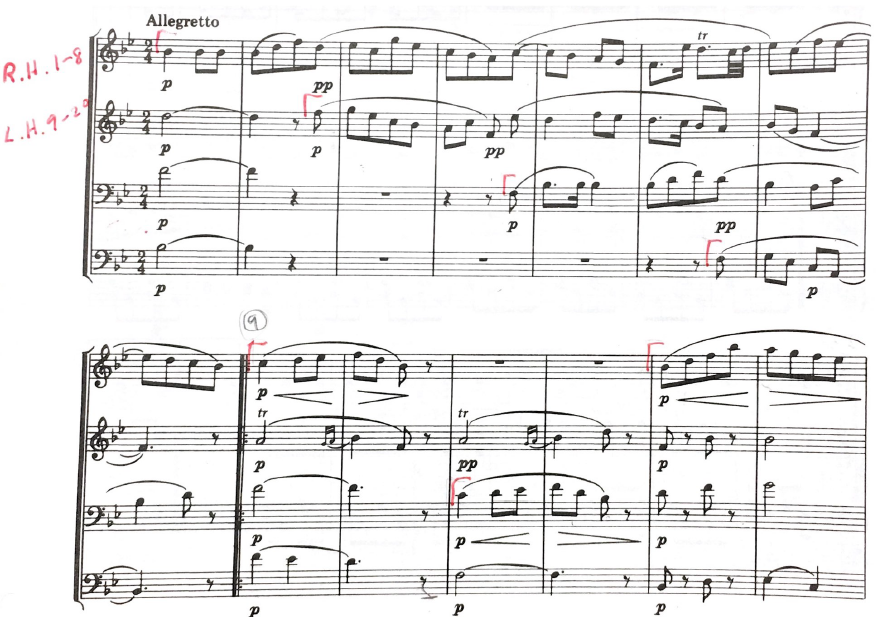 Allegretto
R.H. 1-8
tr
p pp
L.H. 9-20
p p pp
p p pp
p p
9
p p
tr tr
p pp p
p p p
p p p